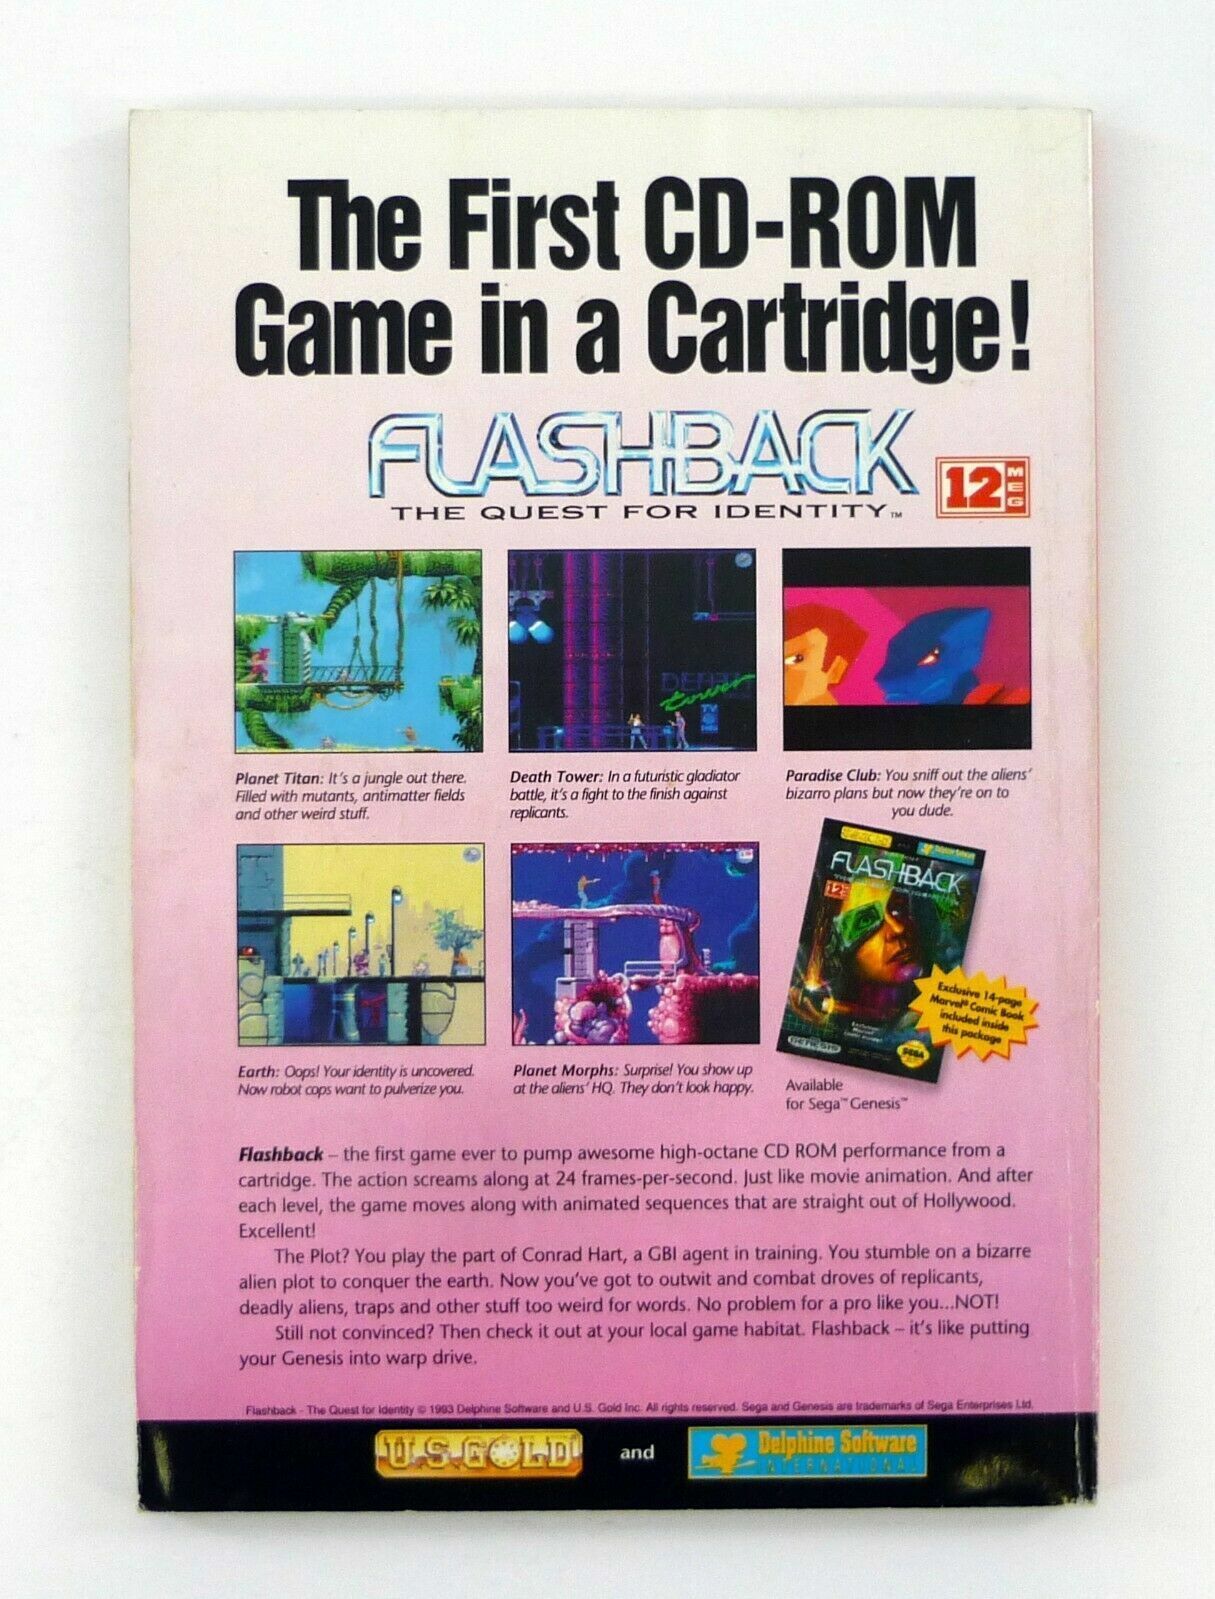 The First CD-ROM
Game in a Cartridge!
FLASHBACK
THE QUEST FOR IDENTITY™
12 MEG
DEATH
tower
Planet Titan: It's a jungle out there.
Filled with mutants, antimatter fields
and other weird stuff.
Death Tower: In a futuristic gladiator
battle, it's a fight to the finish against
replicants.
Paradise Club: You sniff out the aliens'
bizarro plans but now they're on to
you dude.
Earth: Oops! Your identity is uncovered.
Now robot cops want to pulverize you.
Planet Morphs: Surprise! You show up
at the aliens' HQ. They don't look happy.
Delphine Software
FLASHBACK
12
GENESIS
SEGA
Exclusive 14-page
Marvel® Comic Book
included inside
this package
Available
for Sega™ Genesis™
Flashback – the first game ever to pump awesome high-octane CD ROM performance from a
cartridge. The action screams along at 24 frames-per-second. Just like movie animation. And after
each level, the game moves along with animated sequences that are straight out of Hollywood.
Excellent!
The Plot? You play the part of Conrad Hart, a GBI agent in training. You stumble on a bizarre
alien plot to conquer the earth. Now you've got to outwit and combat droves of replicants,
deadly aliens, traps and other stuff too weird for words. No problem for a pro like you...NOT!
Still not convinced? Then check it out at your local game habitat. Flashback – it's like putting
your Genesis into warp drive.
Flashback - The Quest for Identity © 1993 Delphine Software and U.S. Gold Inc. All rights reserved. Sega and Genesis are trademarks of Sega Enterprises Ltd.
U.S. GOLD and Delphine Software
INTERNATIONAL